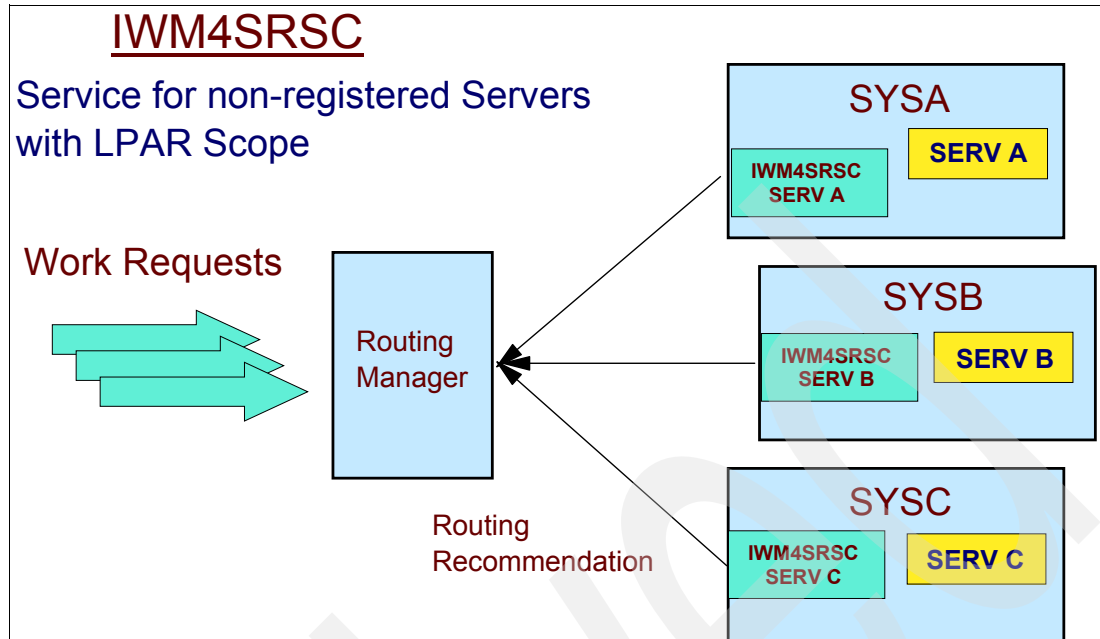 IWM4SRSC
Service for non-registered Servers
with LPAR Scope
Work Requests
Routing
Manager
Routing
Recommendation
SYSA
IWM4SRSC
SERV A
SERV A
SYSB
IWM4SRSC
SERV B
SERV B
SYSC
IWM4SRSC
SERV C
SERV C